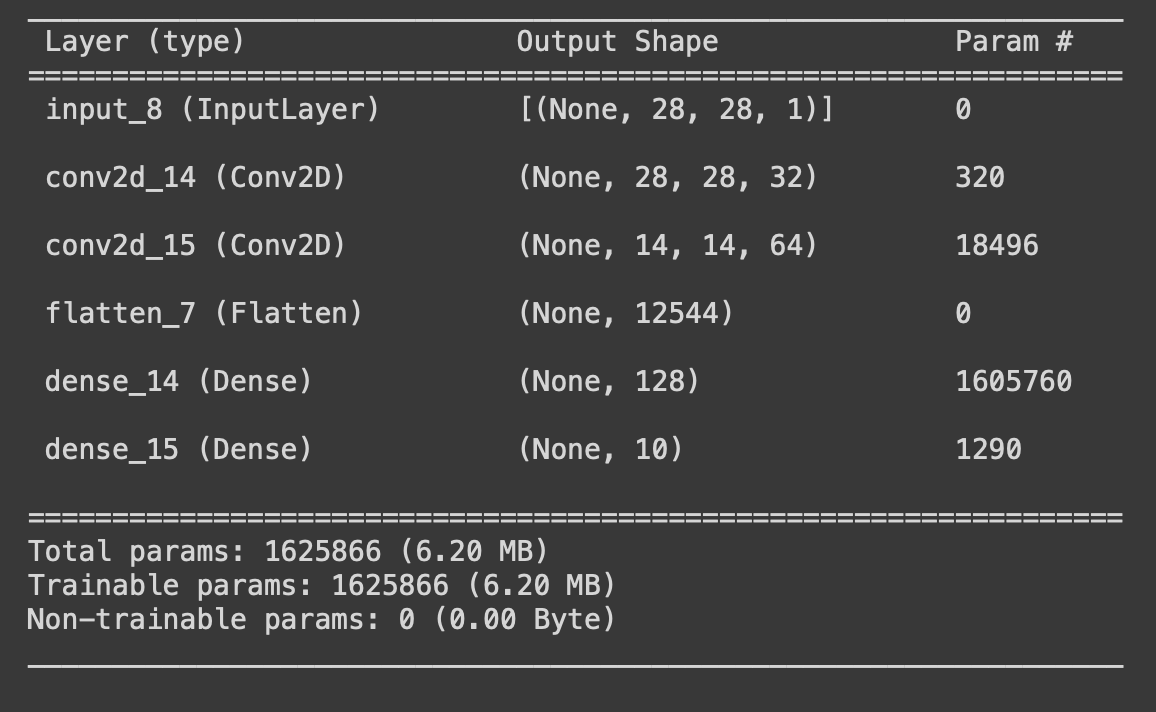 Layer (type) Output Shape Param #
input_8 (InputLayer) [(None, 28, 28, 1)] 0
conv2d_14 (Conv2D) (None, 28, 28, 32) 320
conv2d_15 (Conv2D) (None, 14, 14, 64) 18496
flatten_7 (Flatten) (None, 12544) 0
dense_14 (Dense) (None, 128) 1605760
dense_15 (Dense) (None, 10) 1290
Total params: 1625866 (6.20 MB)
Trainable params: 1625866 (6.20 MB)
Non-trainable params: 0 (0.00 Byte)